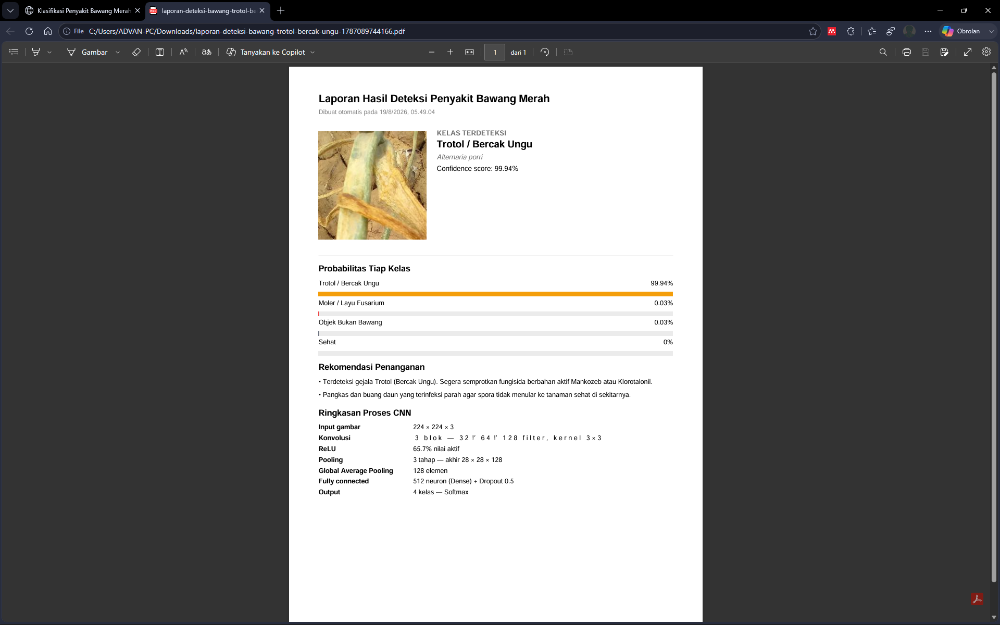 Klasifikasi Penyakit Bawang Merah
laporan-deteksi-bawang-trotol-be
File
C:/Users/ADVAN-PC/Downloads/laporan-deteksi-bawang-trotol-bercak-ungu-1787089744166.pdf
Obrolan
Gambar
T
A
aあ
Tanyakan ke Copilot
1
dari 1
Laporan Hasil Deteksi Penyakit Bawang Merah
Dibuat otomatis pada 19/8/2026, 05.49.04
KELAS TERDETEKSI
Trotol / Bercak Ungu
Alternaria porri
Confidence score: 99.94%
Probabilitas Tiap Kelas
Trotol / Bercak Ungu 99.94%
Moler / Layu Fusarium 0.03%
Objek Bukan Bawang 0.03%
Sehat 0%
Rekomendasi Penanganan
• Terdeteksi gejala Trotol (Bercak Ungu). Segera semprotkan fungisida berbahan aktif Mankozeb atau Klorotalonil.
• Pangkas dan buang daun yang terinfeksi parah agar spora tidak menular ke tanaman sehat di sekitarnya.
Ringkasan Proses CNN
Input gambar 224 × 224 × 3
Konvolusi 3 blok — 32 !’ 64 !’ 128 filter, kernel 3×3
ReLU 65.7% nilai aktif
Pooling 3 tahap — akhir 28 × 28 × 128
Global Average Pooling 128 elemen
Fully connected 512 neuron (Dense) + Dropout 0.5
Output 4 kelas — Softmax